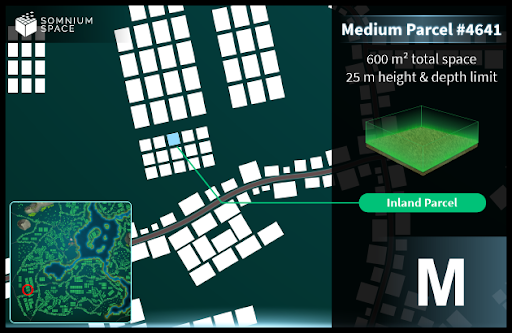 SOMNIUM
SPACE
Medium Parcel #4641
600 m² total space
25 m height & depth limit
Inland Parcel
M